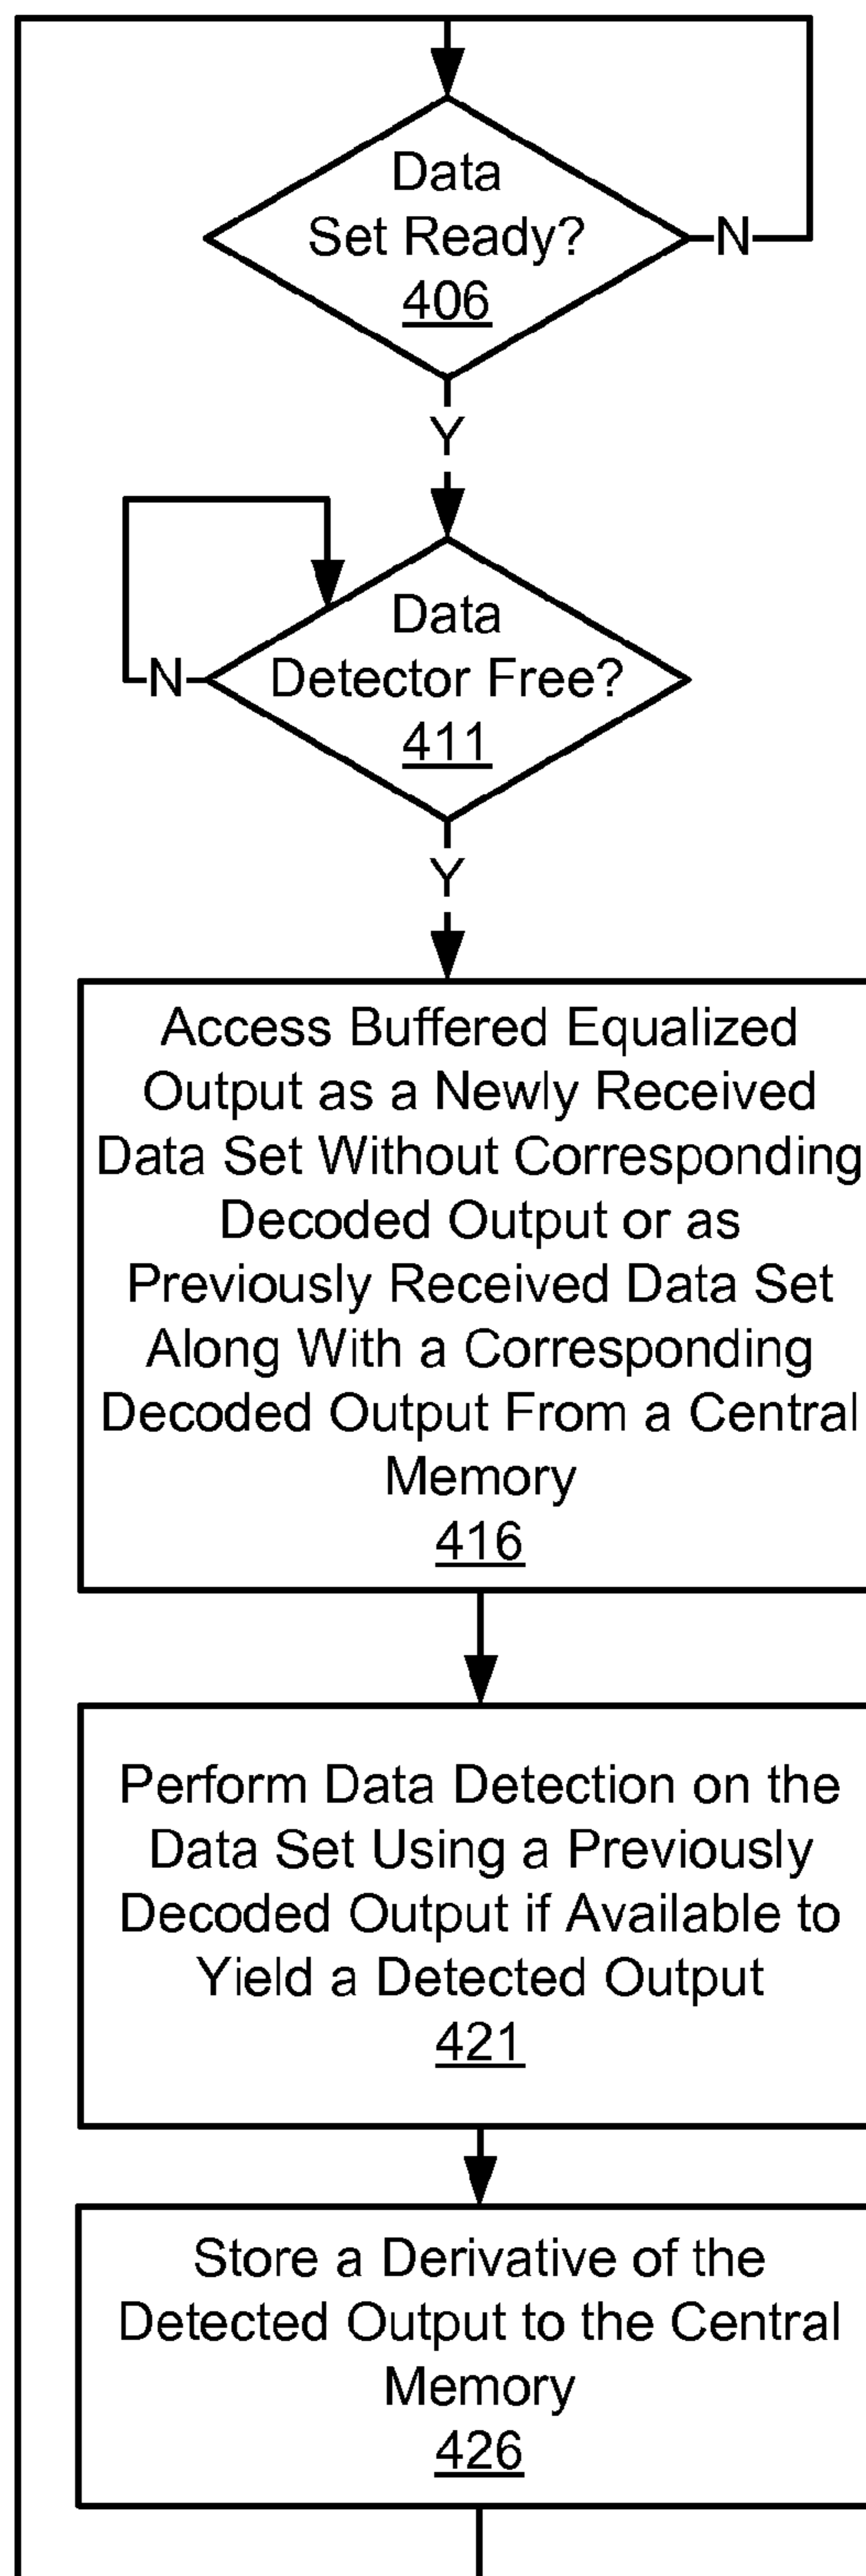 Data
Set Ready?
406
N
Y
Data
Detector Free?
411
N
Y
Access Buffered Equalized
Output as a Newly Received
Data Set Without Corresponding
Decoded Output or as
Previously Received Data Set
Along With a Corresponding
Decoded Output From a Central
Memory
416
Perform Data Detection on the
Data Set Using a Previously
Decoded Output if Available to
Yield a Detected Output
421
Store a Derivative of the
Detected Output to the Central
Memory
426